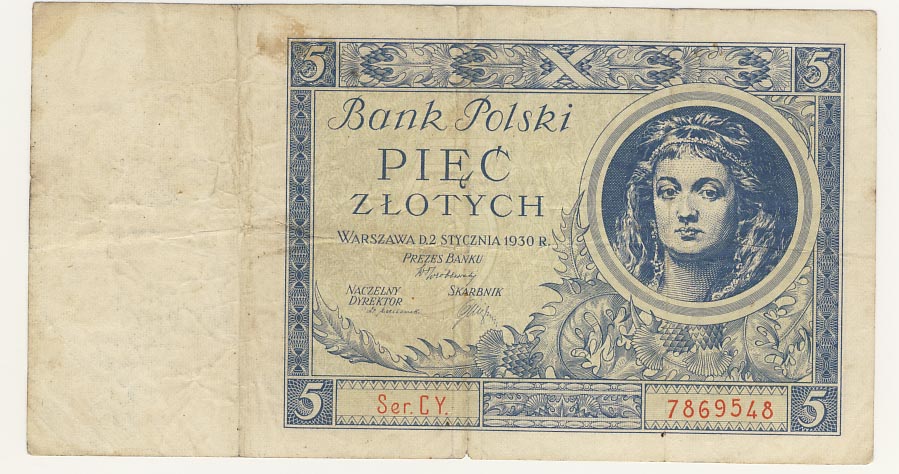 5 5
Bank Polski
PIĘĆ
ZŁOTYCH
WARSZAWA D. 2 STYCZNIA 1930 R.
PREZES BANKU
NACZELNY DYREKTOR
SKARBNIK
5 Ser. CY. 7869548 5